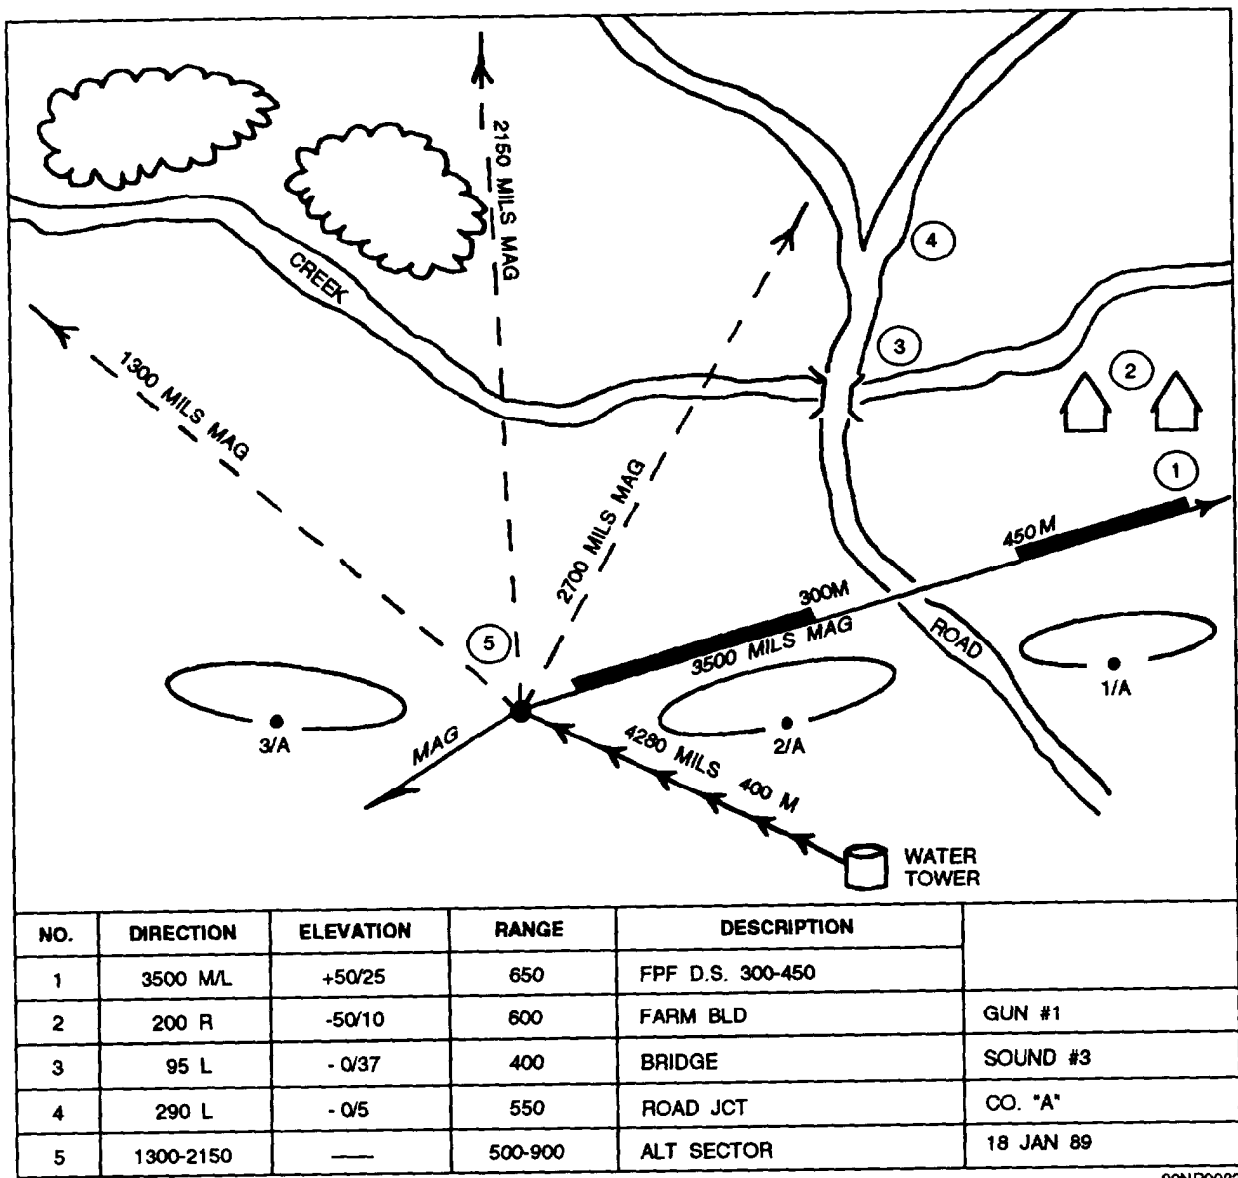 2150 MILS MAG
CREEK
1300 MILS MAG
2700 MILS MAG
4
3
2
1
450M
300M
3500 MILS MAG
ROAD
5
1/A
2/A
3/A
MAG
4280 MILS 400 M
WATER
TOWER
NO. DIRECTION ELEVATION RANGE DESCRIPTION
1 3500 M/L +50/25 650 FPF D.S. 300-450
2 200 R -50/10 600 FARM BLD GUN #1
3 95 L - 0/37 400 BRIDGE SOUND #3
4 290 L - 0/5 550 ROAD JCT CO. "A"
5 1300-2150 — 500-900 ALT SECTOR 18 JAN 89